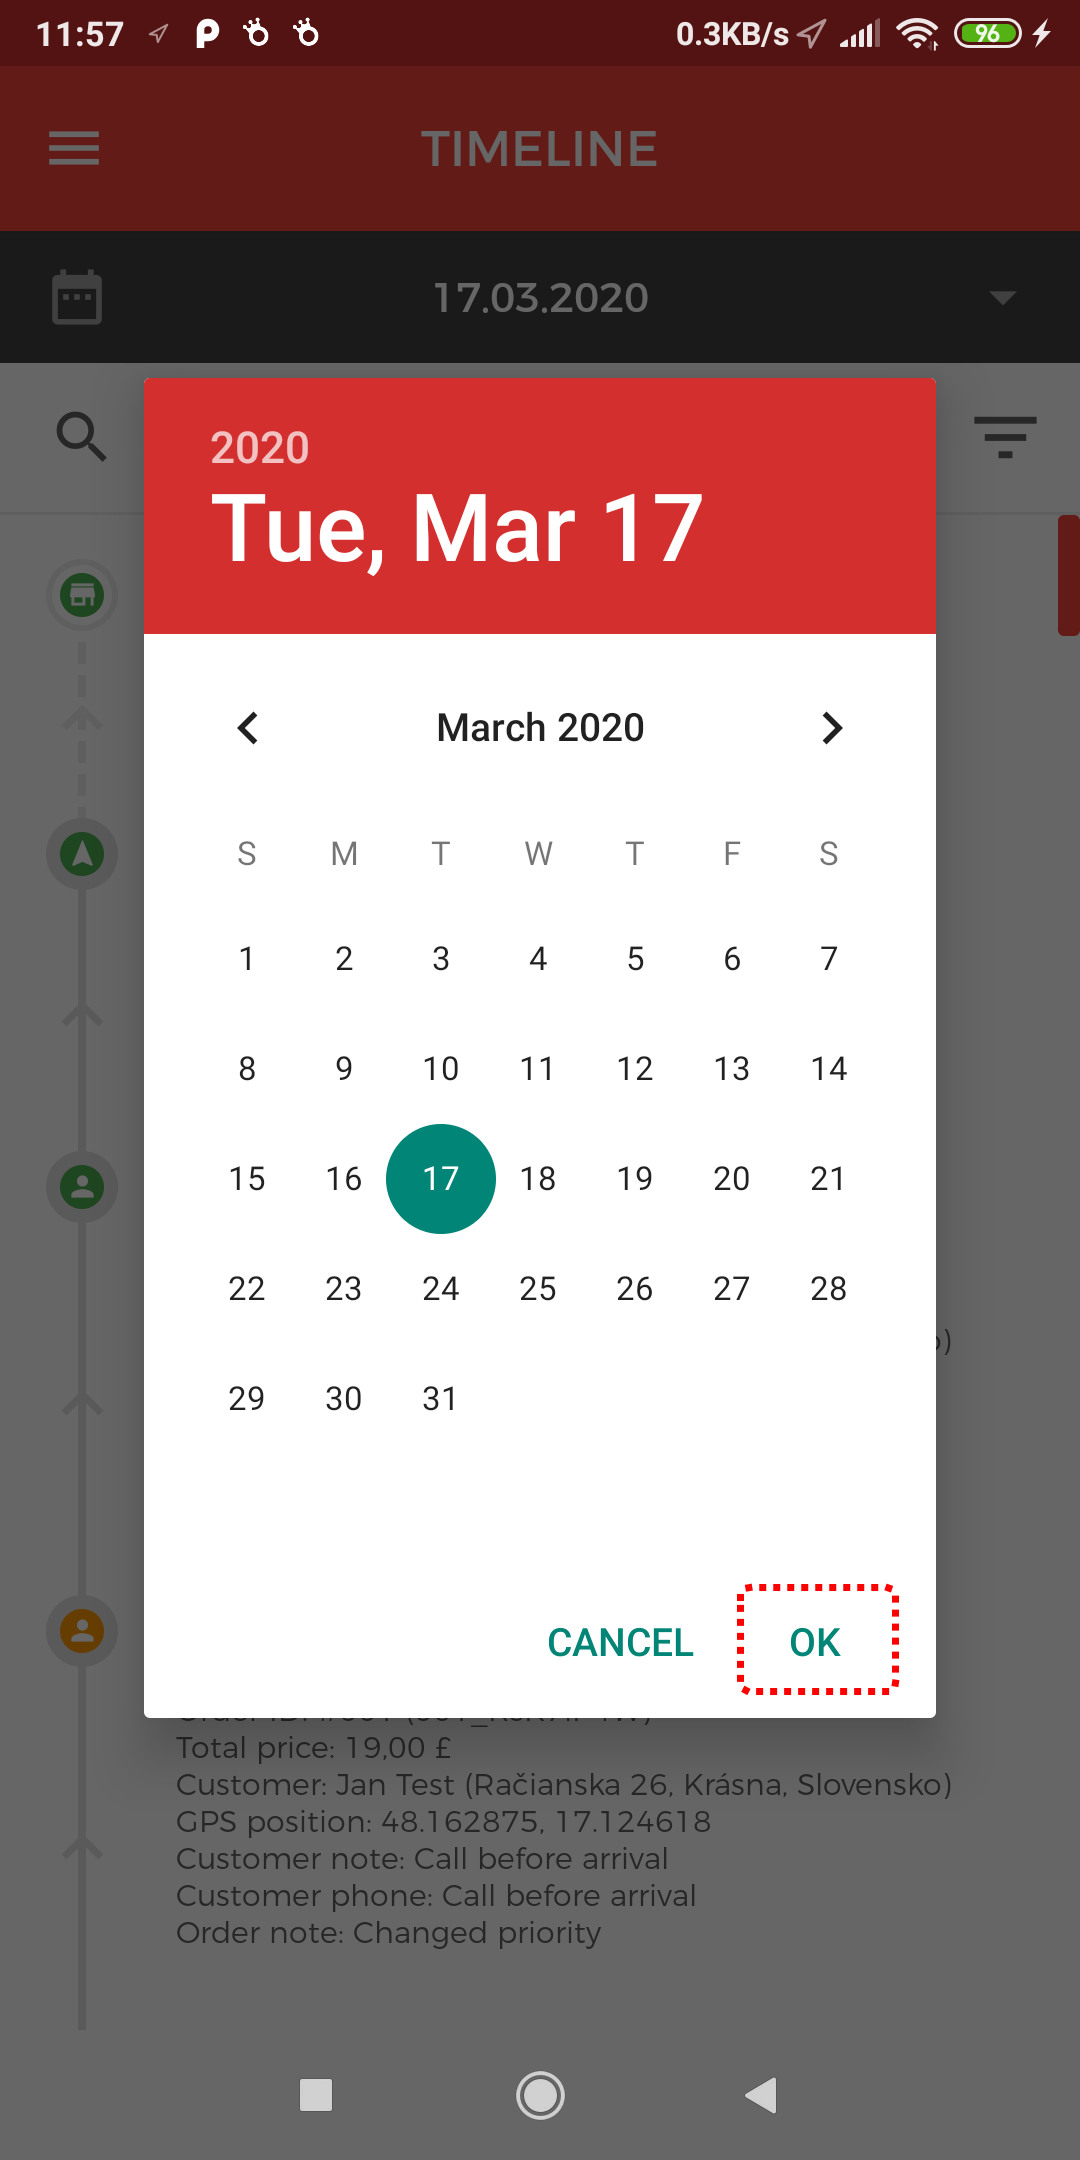 11:57 0.3KB/s 96
TIMELINE
17.03.2020
2020
Tue, Mar 17
March 2020
S M T W T F S
1 2 3 4 5 6 7
8 9 10 11 12 13 14
15 16 17 18 19 20 21
22 23 24 25 26 27 28
29 30 31
CANCEL OK
Total price: 19,00 £
Customer: Jan Test (Račianska 26, Krásna, Slovensko)
GPS position: 48.162875, 17.124618
Customer note: Call before arrival
Customer phone: Call before arrival
Order note: Changed priority